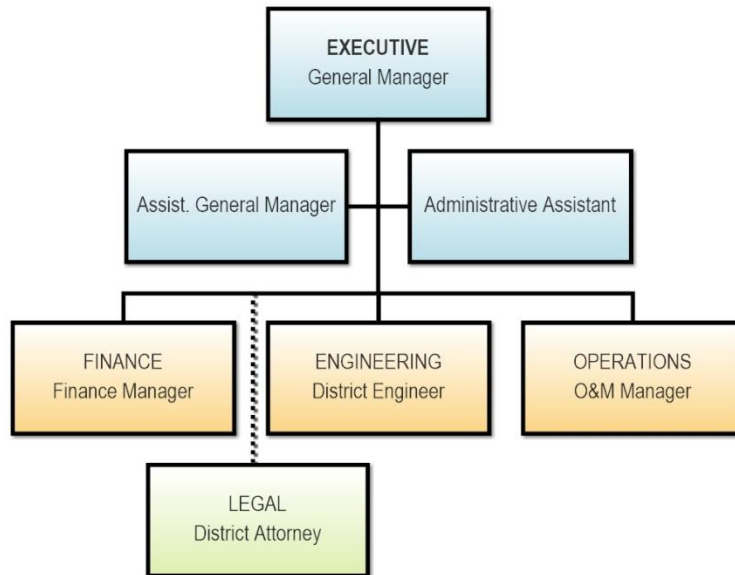 EXECUTIVE
General Manager
Assist. General Manager
Administrative Assistant
FINANCE
Finance Manager
ENGINEERING
District Engineer
OPERATIONS
O&M Manager
LEGAL
District Attorney